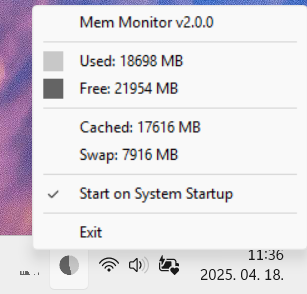 Mem Monitor v2.0.0
Used: 18698 MB
Free: 21954 MB
Cached: 17616 MB
Swap: 7916 MB
Start on System Startup
Exit
11:36
2025. 04. 18.